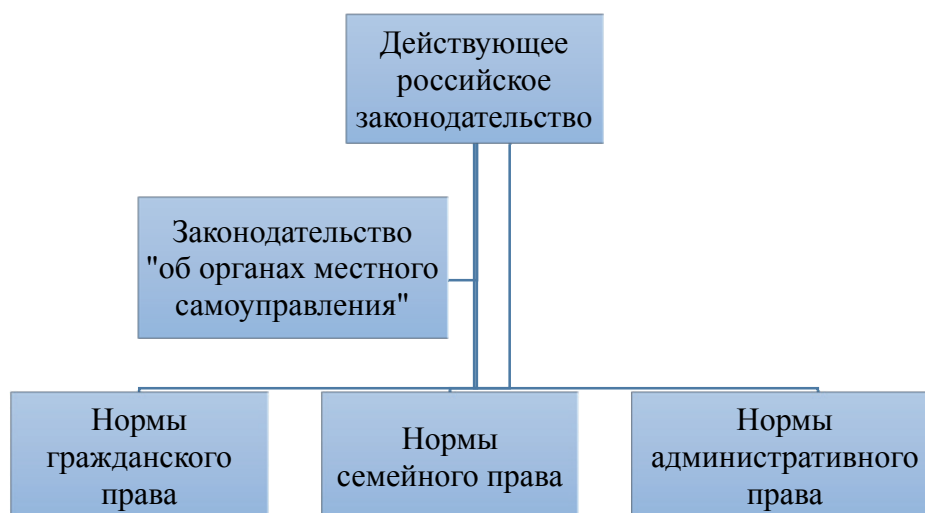 Действующее
российское
законодательство
Законодательство
"об органах местного
самоуправления"
Нормы
гражданского
права
Нормы
семейного права
Нормы
административного
права